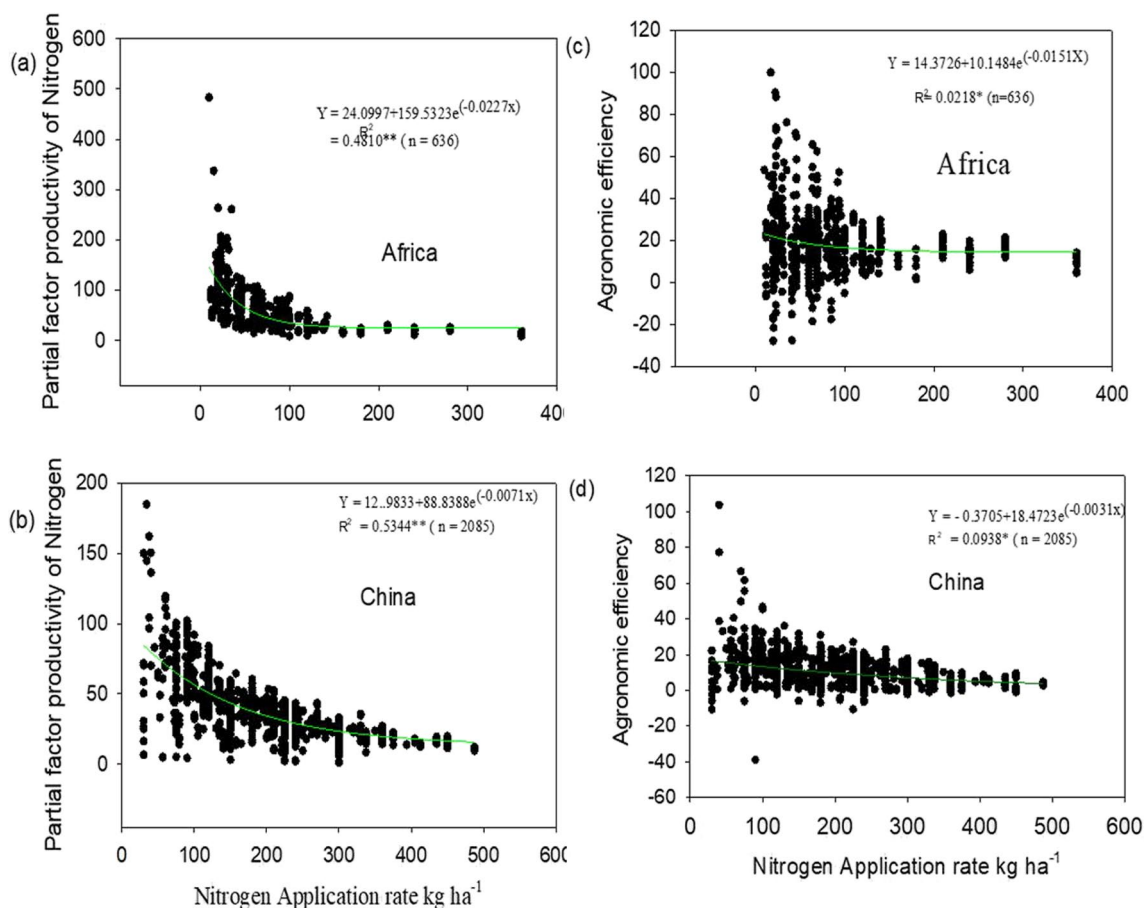 (a)
Partial factor productivity of Nitrogen
600
500
400
300
200
100
0
Y = 24.0997+159.5323e(-0.0227x)
R2
= 0.4810** ( n = 636)
Africa
0 100 200 300 400
(c)
Agronomic efficiency
120
100
80
60
40
20
0
-20
-40
Y = 14.3726+10.1484e(-0.0151X)
R2= 0.0218* (n=636)
Africa
0 100 200 300 400
(b)
Partial factor productivity of Nitrogen
200
150
100
50
0
Y = 12..9833+88.8388e(-0.0071x)
R2 = 0.5344** ( n = 2085)
China
0 100 200 300 400 500 600
Nitrogen Application rate kg ha-1
(d)
Agronomic efficiency
120
100
80
60
40
20
0
-20
-40
-60
Y = - 0.3705+18.4723e(-0.0031x)
R2 = 0.0938* ( n = 2085)
China
0 100 200 300 400 500 600
Nitrogen Application rate kg ha-1